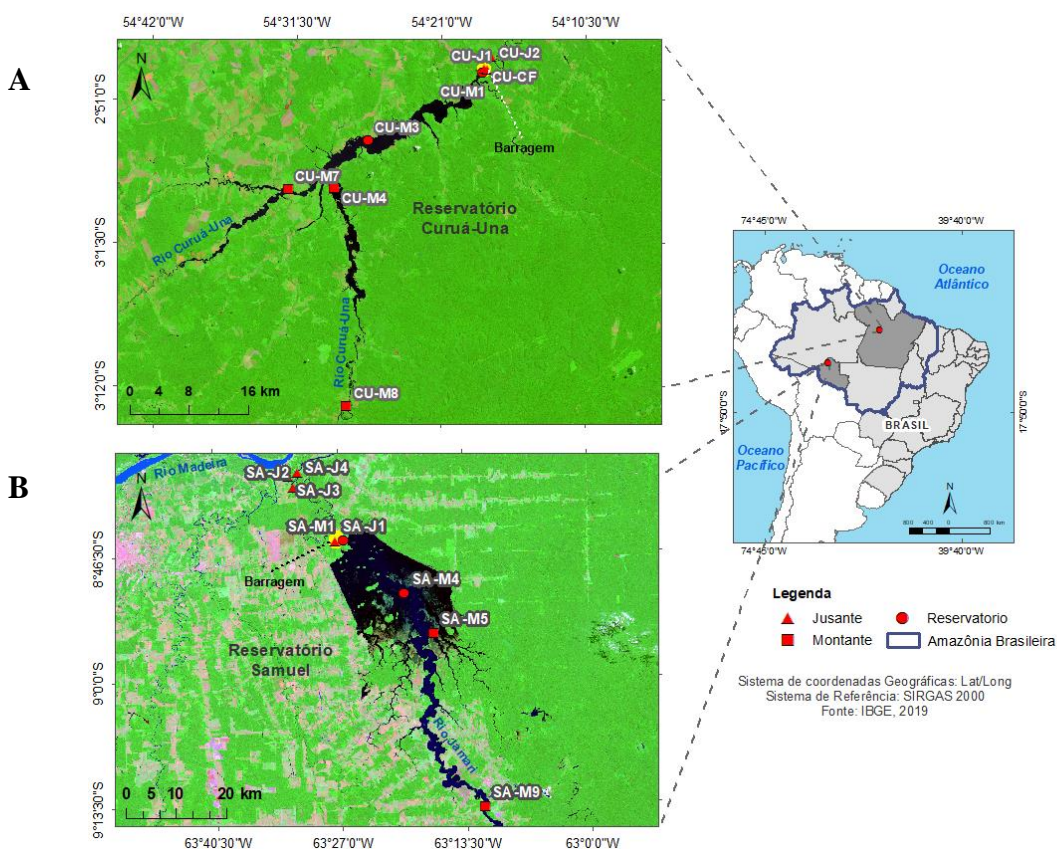 A
54°42'0"W
54°31'30"W
54°21'0"W
54°10'30"W
2°51'0"S
3°1'30"S
3°12'0"S
N
CU-J1
CU-J2
CU-CF
CU-M1
CU-M3
Barragem
CU-M7
CU-M4
Reservatório
Curuá-Una
Rio Curuá-Una
Rio Curuá-Una
CU-M8
0 4 8 16 km
B
Rio Madeira
N
SA-J2
SA-J4
SA-J3
SA-M1
SA-J1
Barragem
SA-M4
SA-M5
Reservatório
Samuel
Rio Jamari
SA-M9
0 5 10 20 km
8°46'30"S
9°0'0"S
9°13'30"S
63°40'30"W
63°27'0"W
63°13'30"W
63°0'0"W
74°45'0"W
39°40'0"W
Oceano
Atlântico
BRASIL
Oceano
Pacífico
17°50'0"S
17°50'0"S
N
74°45'0"W
39°40'0"W
Legenda
Jusante
Reservatorio
Montante
Amazônia Brasileira
Sistema de coordenadas Geográficas: Lat/Long
Sistema de Referência: SIRGAS 2000
Fonte: IBGE, 2019